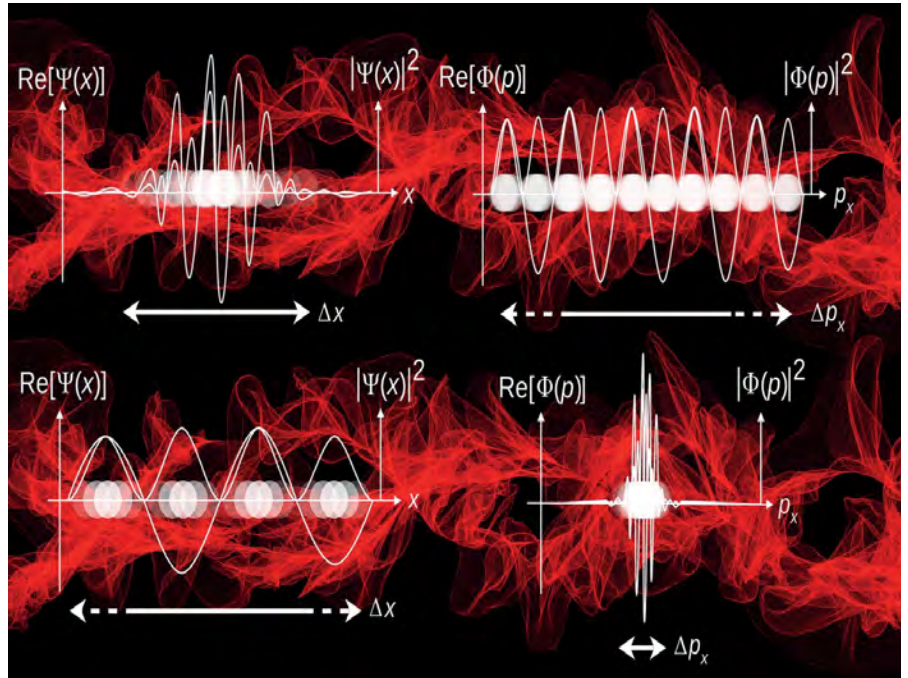 Re[Ψ(x)]
|Ψ(x)|²
x
Δx
Re[Φ(p)]
|Φ(p)|²
pₓ
Δpₓ
Re[Ψ(x)]
|Ψ(x)|²
x
Δx
Re[Φ(p)]
|Φ(p)|²
pₓ
Δpₓ